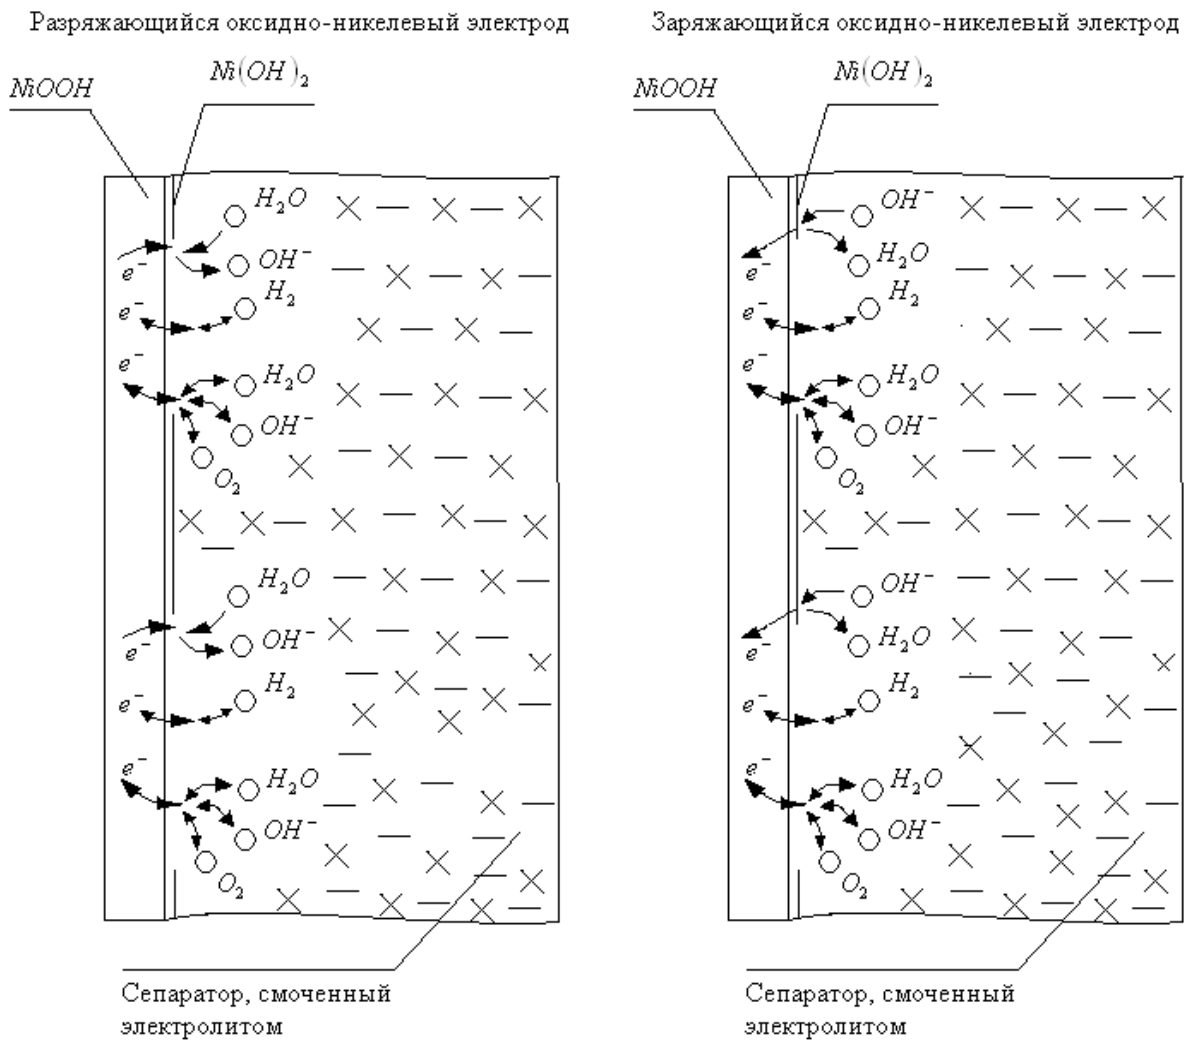 Разряжающийся оксидно-никелевый электрод
NiOOH
Ni(OH)₂
H₂O
e⁻
OH⁻
e⁻
H₂
e⁻
H₂O
OH⁻
O₂
H₂O
e⁻
OH⁻
e⁻
H₂
e⁻
H₂O
OH⁻
O₂
Сепаратор, смоченный
электролитом
Заряжающийся оксидно-никелевый электрод
NiOOH
Ni(OH)₂
OH⁻
e⁻
H₂O
e⁻
H₂
e⁻
H₂O
OH⁻
O₂
OH⁻
e⁻
H₂O
e⁻
H₂
e⁻
H₂O
OH⁻
O₂
Сепаратор, смоченный
электролитом